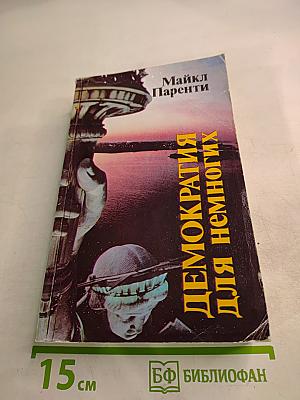 Майкл
Паренти
ДЕМОКРАТИЯ
для немногих
15 см
БФ БИБЛИОФАН